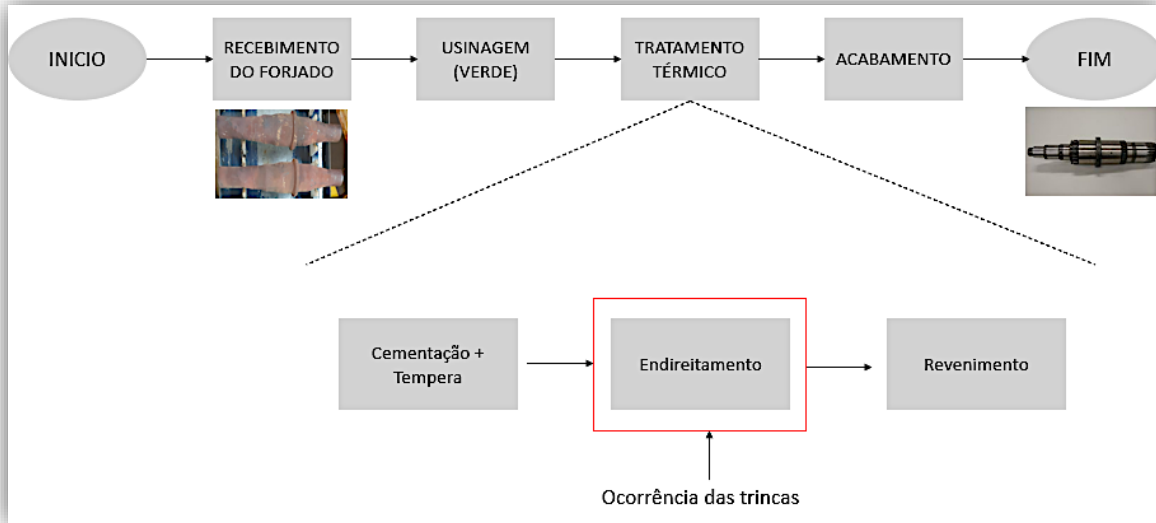 INICIO
RECEBIMENTO
DO FORJADO
USINAGEM
(VERDE)
TRATAMENTO
TÉRMICO
ACABAMENTO
FIM
Cementação +
Tempera
Endireitamento
Revenimento
Ocorrência das trincas